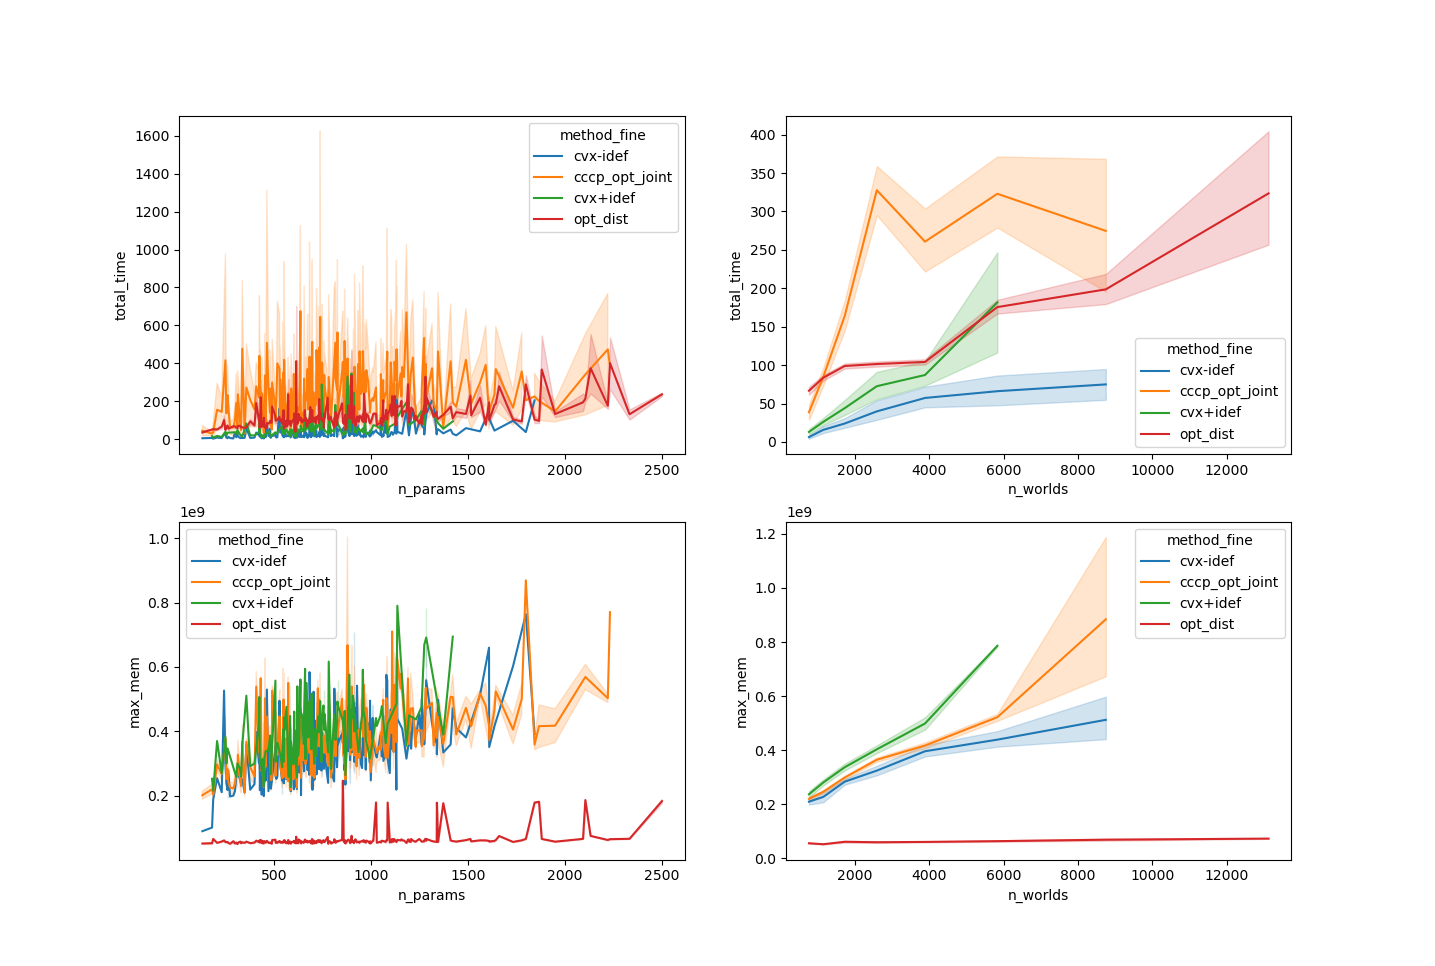 1600
1400
1200
1000
800
600
400
200
0
total_time
500
1000
1500
2000
2500
n_params
method_fine
cvx-idef
cccp_opt_joint
cvx+idef
opt_dist
400
350
300
250
200
150
100
50
0
total_time
2000
4000
6000
8000
10000
12000
n_worlds
method_fine
cvx-idef
cccp_opt_joint
cvx+idef
opt_dist
1e9
1.0
0.8
0.6
0.4
0.2
max_mem
500
1000
1500
2000
2500
n_params
method_fine
cvx-idef
cccp_opt_joint
cvx+idef
opt_dist
1e9
1.2
1.0
0.8
0.6
0.4
0.2
0.0
max_mem
2000
4000
6000
8000
10000
12000
n_worlds
method_fine
cvx-idef
cccp_opt_joint
cvx+idef
opt_dist